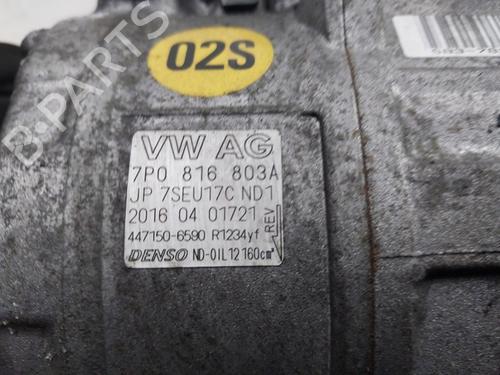 02S
VW AG
7P0 816 803A
JP 7SEU17C ND1
2016 04 01721
REV
447150-6590 R1234yf
DENSO ND-OIL12 160cm³
B-PARTS